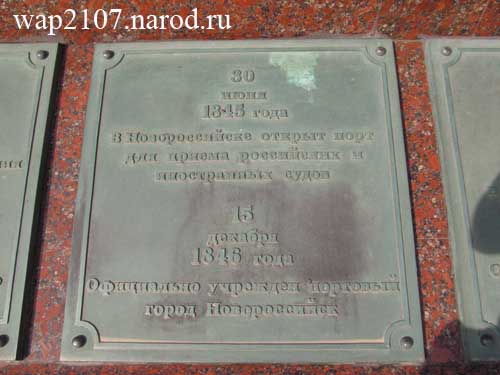 wap2107.narod.ru
30
июня
1845 года
В Новороссийске открыт порт
для приема российских и
иностранных судов
15
декабря
1846 года
Официально учрежден портовый
город Новороссийск